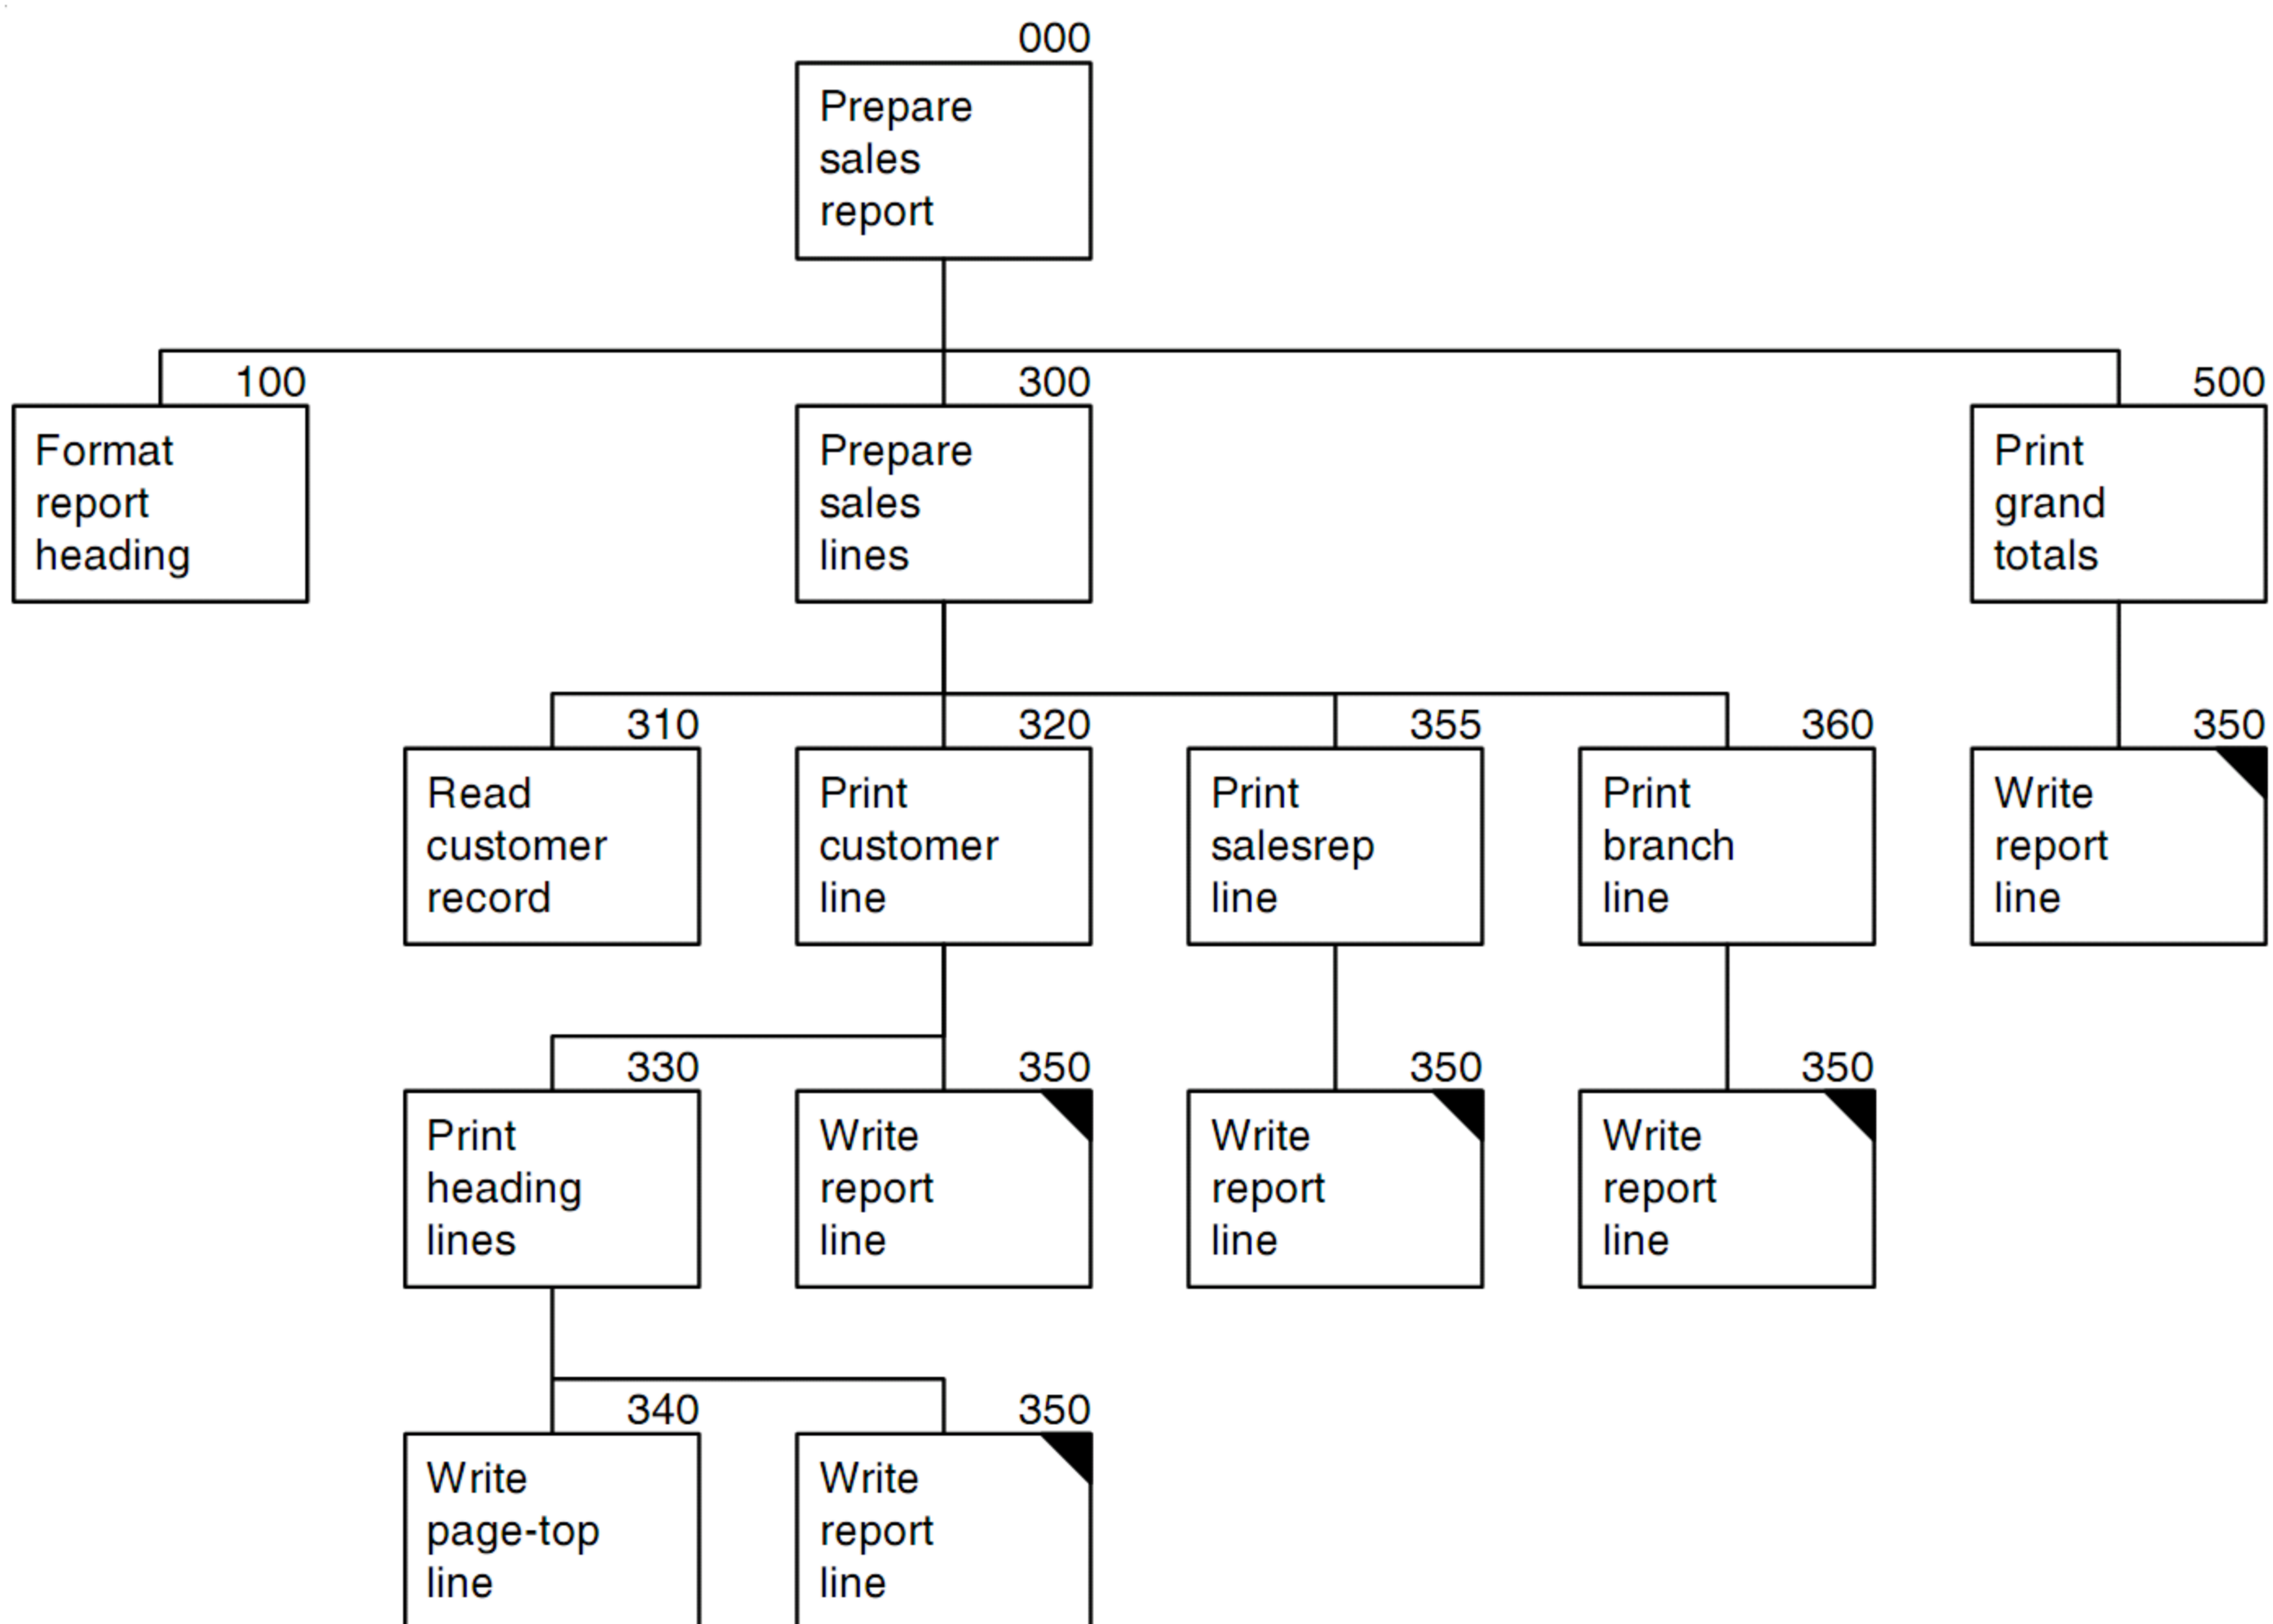 000
Prepare
sales
report
100
Format
report
heading
300
Prepare
sales
lines
500
Print
grand
totals
310
Read
customer
record
320
Print
customer
line
355
Print
salesrep
line
360
Print
branch
line
350
Write
report
line
330
Print
heading
lines
350
Write
report
line
350
Write
report
line
350
Write
report
line
340
Write
page-top
line
350
Write
report
line